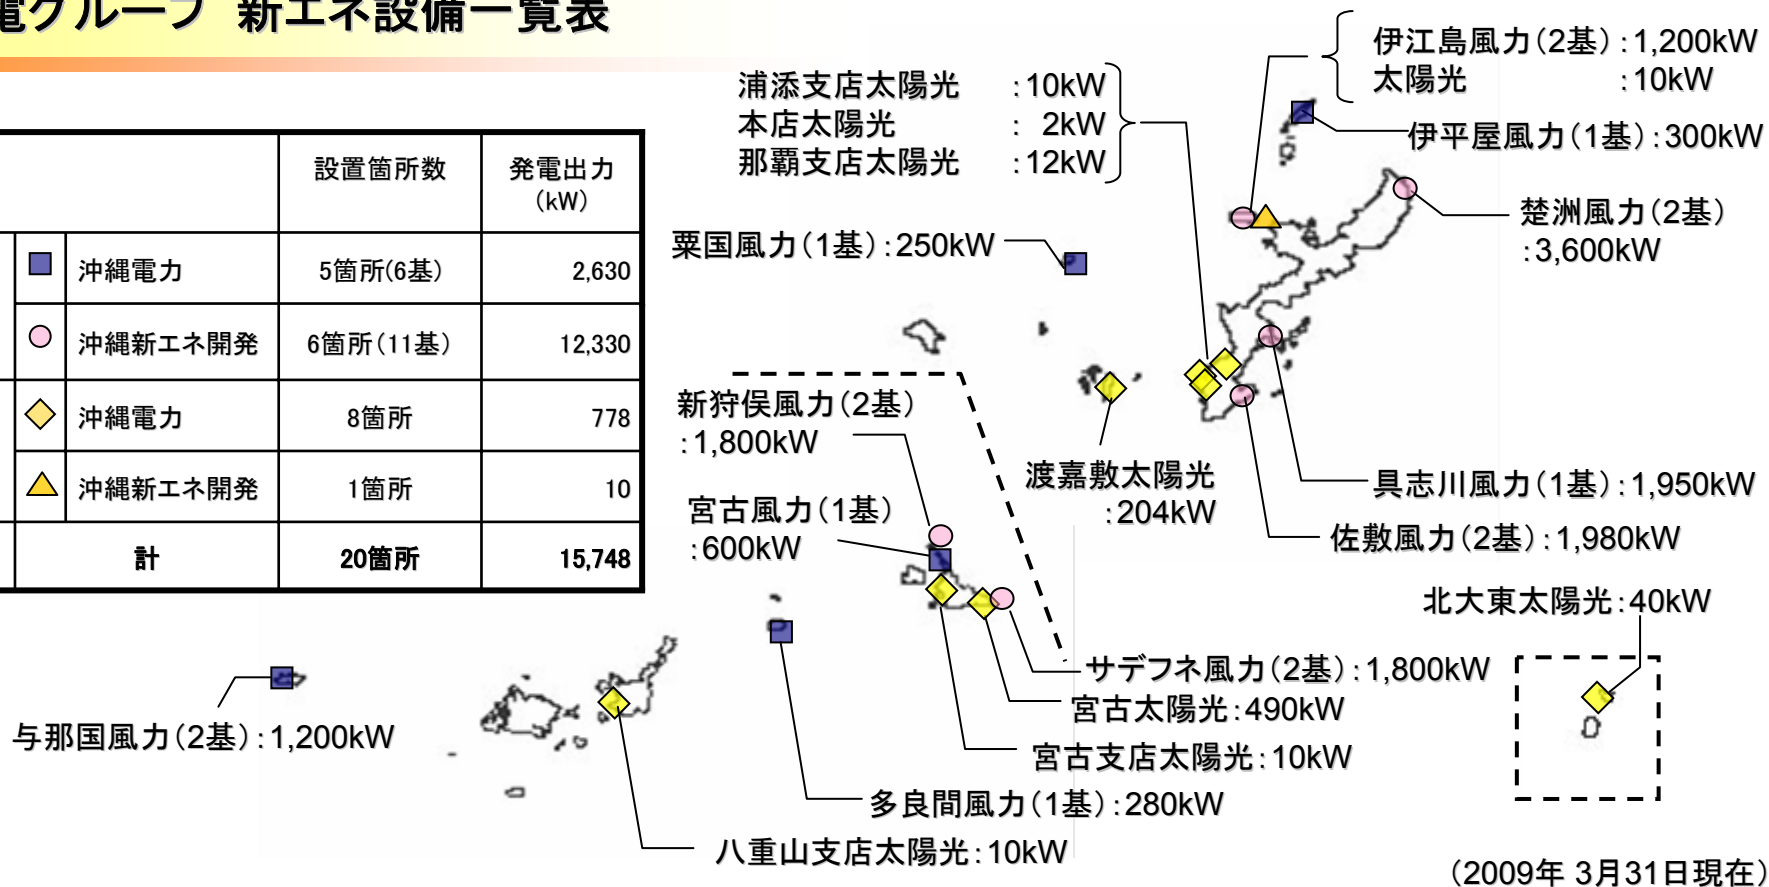 電グループ 新エネ設備一覧表
設置箇所数 発電出力
(kW)
沖縄電力 5箇所(6基) 2,630
沖縄新エネ開発 6箇所(11基) 12,330
沖縄電力 8箇所 778
沖縄新エネ開発 1箇所 10
計 20箇所 15,748
浦添支店太陽光 :10kW
本店太陽光 : 2kW
那覇支店太陽光 :12kW
伊江島風力(2基):1,200kW
太陽光 :10kW
伊平屋風力(1基):300kW
楚洲風力(2基)
:3,600kW
粟国風力(1基):250kW
新狩俣風力(2基)
:1,800kW
渡嘉敷太陽光
:204kW
具志川風力(1基):1,950kW
佐敷風力(2基):1,980kW
宮古風力(1基)
:600kW
北大東太陽光:40kW
サデフネ風力(2基):1,800kW
宮古太陽光:490kW
与那国風力(2基):1,200kW
宮古支店太陽光:10kW
多良間風力(1基):280kW
八重山支店太陽光:10kW
(2009年 3月31日現在)